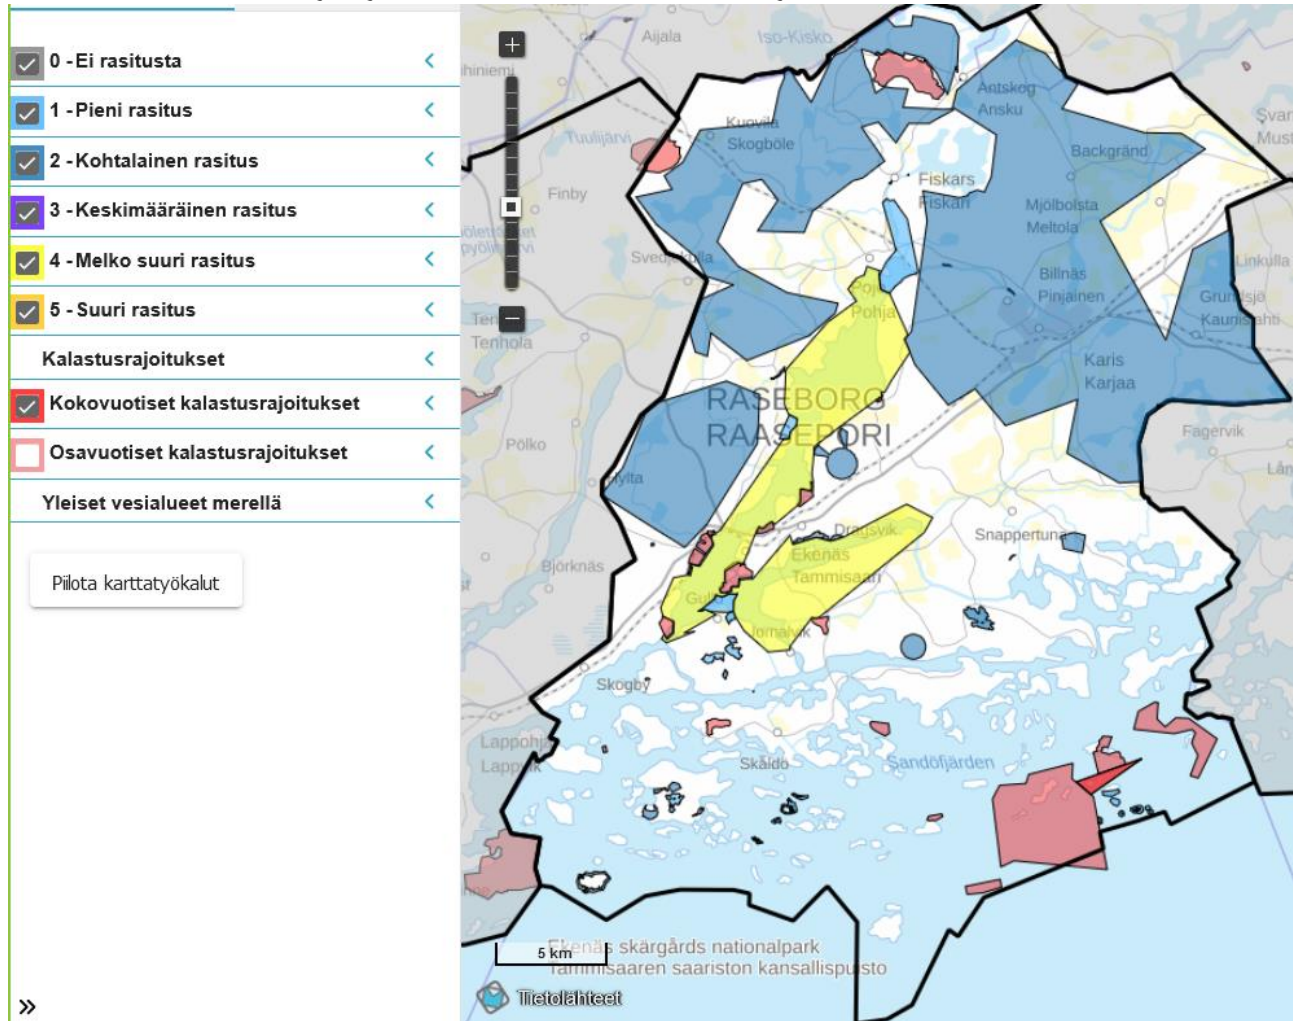 0 - Ei rasitusta
1 - Pieni rasitus
2 - Kohtalainen rasitus
3 - Keskimääräinen rasitus
4 - Melko suuri rasitus
5 - Suuri rasitus
Kalastusrajoitukset
Kokovuotiset kalastusrajoitukset
Osavuotiset kalastusrajoitukset
Yleiset vesialueet merellä
Piilota karttatyökalut
Aijala
Iso-Kisko
Antskog
Ansku
Kuovila
Skogböle
Tuulijärvi
Backgränd
Finby
Fiskars
Fiskari
Mjölbolsta
Meltola
Linkulla
Billnäs
Pinjainen
Pohja
Tenhola
Karis
Karjaa
RASEBORG
RAASEPORI
Fagervik
Pölko
Dragsvik
Snappertuna
Ekenäs
Tammisaari
Björknäs
Skogby
Skåldö
Sandöfjärden
Ekenäs skärgårds nationalpark
Tammisaaren saariston kansallispuisto
5 km
Tietolähteet